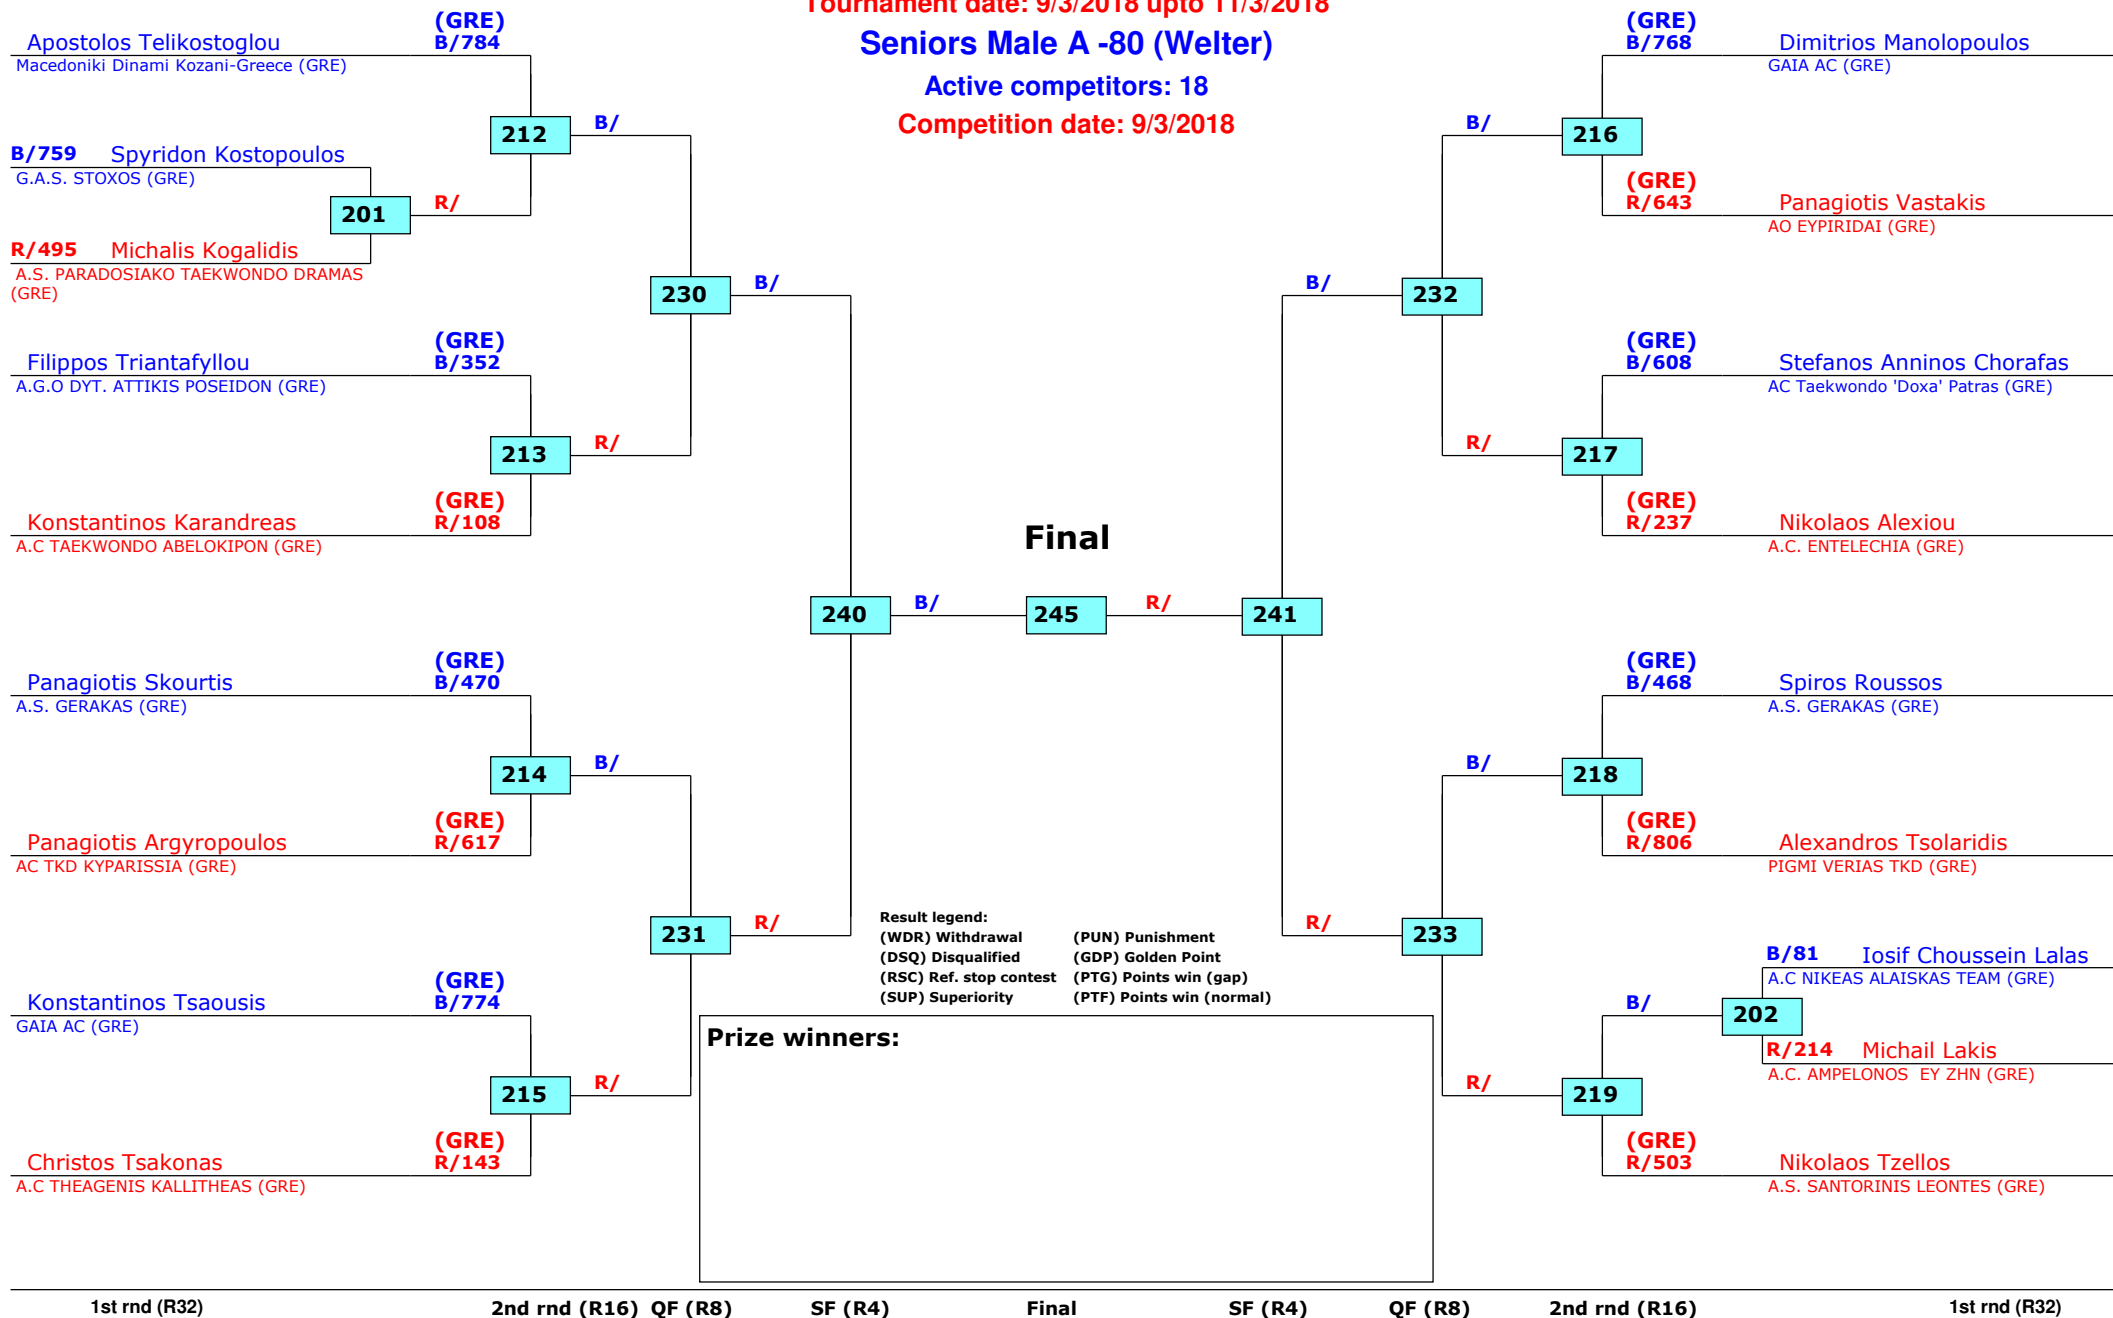 Tournament date: 9/3/2018 upto 11/3/2018
Seniors Male A -80 (Welter)
Active competitors: 18
Competition date: 9/3/2018
(GRE)
Apostolos Telikostoglou B/784
Macedoniki Dinami Kozani-Greece (GRE)
212 B/
B/759 Spyridon Kostopoulos
G.A.S. STOXOS (GRE)
201 R/
R/495 Michalis Kogalidis
A.S. PARADOSIAKO TAEKWONDO DRAMAS
(GRE)
230 B/
(GRE)
Filippos Triantafyllou B/352
A.G.O DYT. ATTIKIS POSEIDON (GRE)
213 R/
(GRE)
Konstantinos Karandreas R/108
A.C TAEKWONDO ABELOKIPON (GRE)
(GRE)
Panagiotis Skourtis B/470
A.S. GERAKAS (GRE)
214 B/
(GRE)
Panagiotis Argyropoulos R/617
AC TKD KYPARISSIA (GRE)
231 R/
(GRE)
Konstantinos Tsaousis B/774
GAIA AC (GRE)
215 R/
(GRE)
Christos Tsakonas R/143
A.C THEAGENIS KALLITHEAS (GRE)
Final
240 B/ 245 R/ 241
(GRE)
B/768 Dimitrios Manolopoulos
GAIA AC (GRE)
B/ 216
(GRE)
R/643 Panagiotis Vastakis
AO EYPIRIDAI (GRE)
B/ 232
(GRE)
B/608 Stefanos Anninos Chorafas
AC Taekwondo 'Doxa' Patras (GRE)
R/ 217
(GRE)
R/237 Nikolaos Alexiou
A.C. ENTELECHIA (GRE)
(GRE)
B/468 Spiros Roussos
A.S. GERAKAS (GRE)
B/ 218
(GRE)
R/806 Alexandros Tsolaridis
PIGMI VERIAS TKD (GRE)
R/ 233
B/81 Iosif Choussein Lalas
A.C NIKEAS ALAISKAS TEAM (GRE)
B/ 202
R/214 Michail Lakis
A.C. AMPELONOS  EY ZHN (GRE)
R/ 219
(GRE)
R/503 Nikolaos Tzellos
A.S. SANTORINIS LEONTES (GRE)
Result legend:
(WDR) Withdrawal (PUN) Punishment
(DSQ) Disqualified (GDP) Golden Point
(RSC) Ref. stop contest (PTG) Points win (gap)
(SUP) Superiority (PTF) Points win (normal)
Prize winners:
1st rnd (R32) 2nd rnd (R16) QF (R8) SF (R4) Final SF (R4) QF (R8) 2nd rnd (R16) 1st rnd (R32)